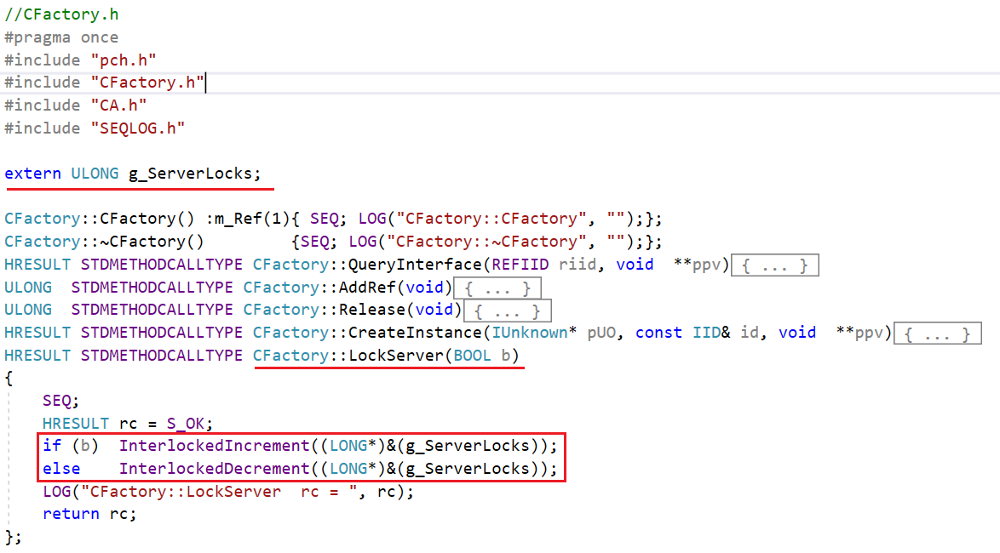 //CFactory.h
#pragma once
#include "pch.h"
#include "CFactory.h"
#include "CA.h"
#include "SEQLOG.h"

extern ULONG g_ServerLocks;

CFactory::CFactory() :m_Ref(1){ SEQ; LOG("CFactory::CFactory", "");};
CFactory::~CFactory()         {SEQ; LOG("CFactory::~CFactory", "");};
HRESULT STDMETHODCALLTYPE CFactory::QueryInterface(REFIID riid, void  **ppv){ ... }
ULONG  STDMETHODCALLTYPE CFactory::AddRef(void){ ... }
ULONG  STDMETHODCALLTYPE CFactory::Release(void){ ... }
HRESULT STDMETHODCALLTYPE CFactory::CreateInstance(IUnknown* pUO, const IID& id, void  **ppv){ ... }
HRESULT STDMETHODCALLTYPE CFactory::LockServer(BOOL b)
{
    SEQ;
    HRESULT rc = S_OK;
    if (b)  InterlockedIncrement((LONG*)&(g_ServerLocks));
    else    InterlockedDecrement((LONG*)&(g_ServerLocks));
    LOG("CFactory::LockServer  rc = ", rc);
    return rc;
};